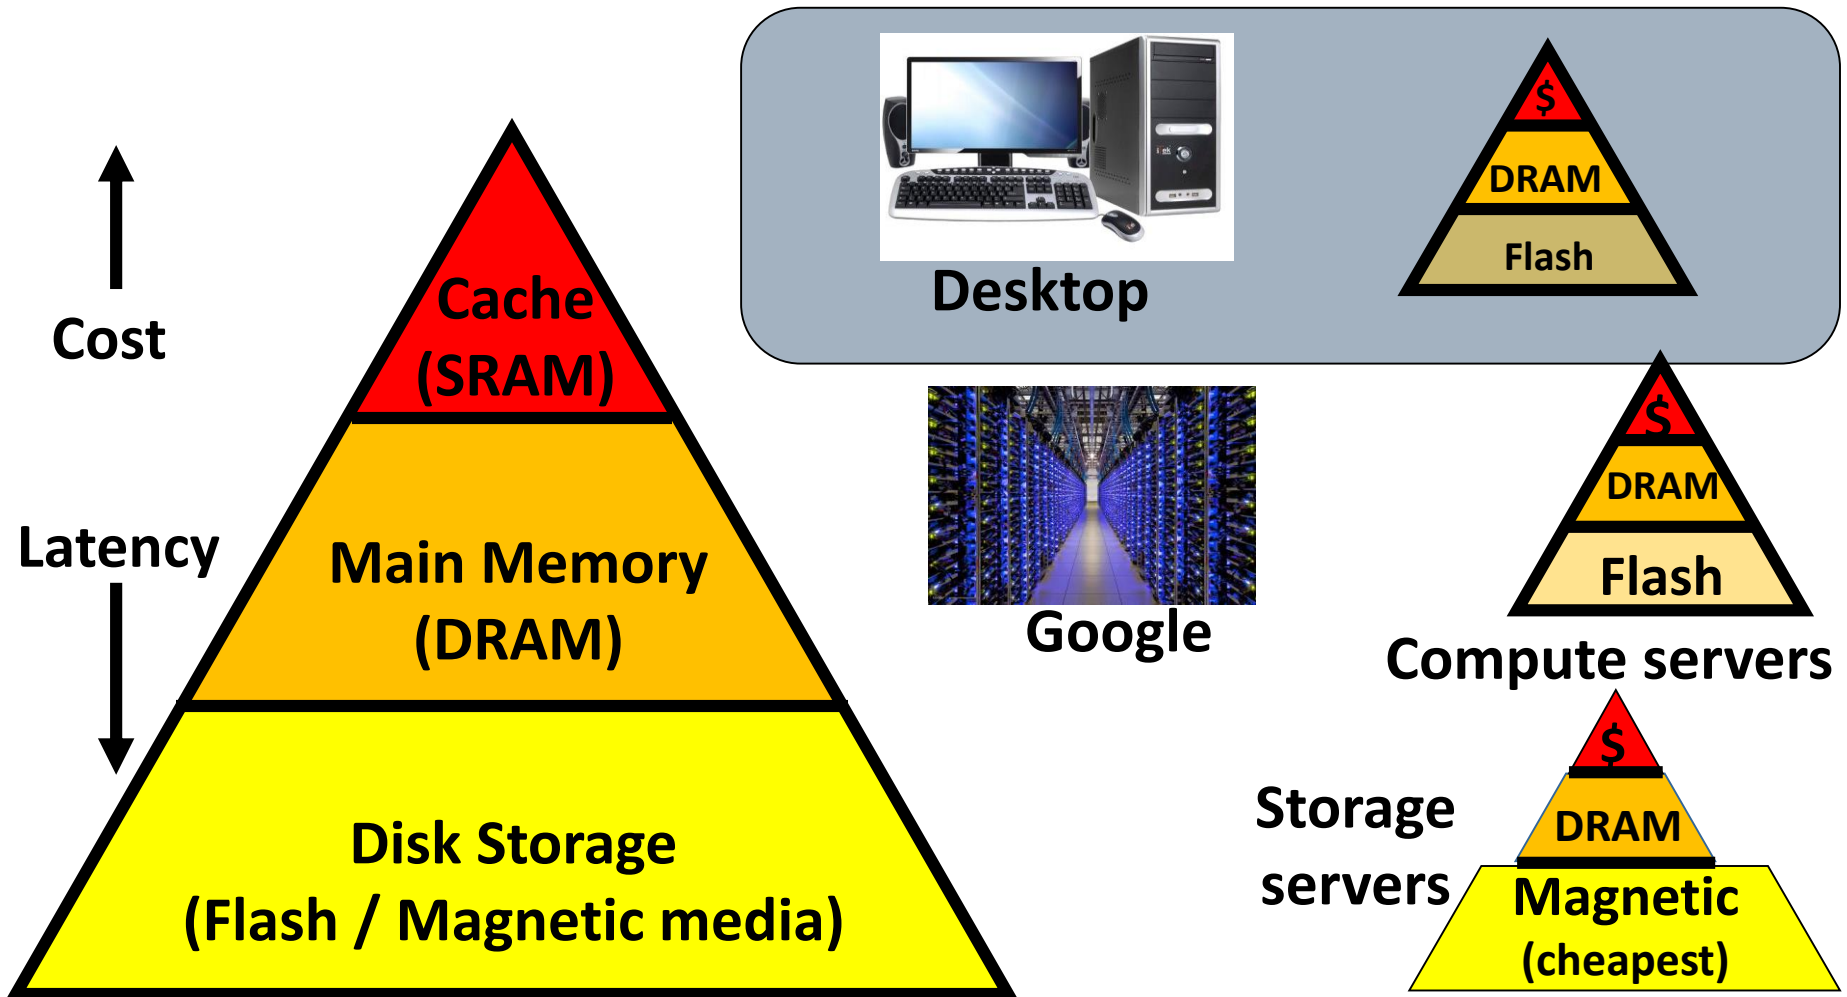 Cost
Latency
Cache
(SRAM)
Main Memory
(DRAM)
Disk Storage
(Flash / Magnetic media)
Desktop
$
DRAM
Flash
Google
$
DRAM
Flash
Compute servers
Storage
servers
$
DRAM
Magnetic
(cheapest)